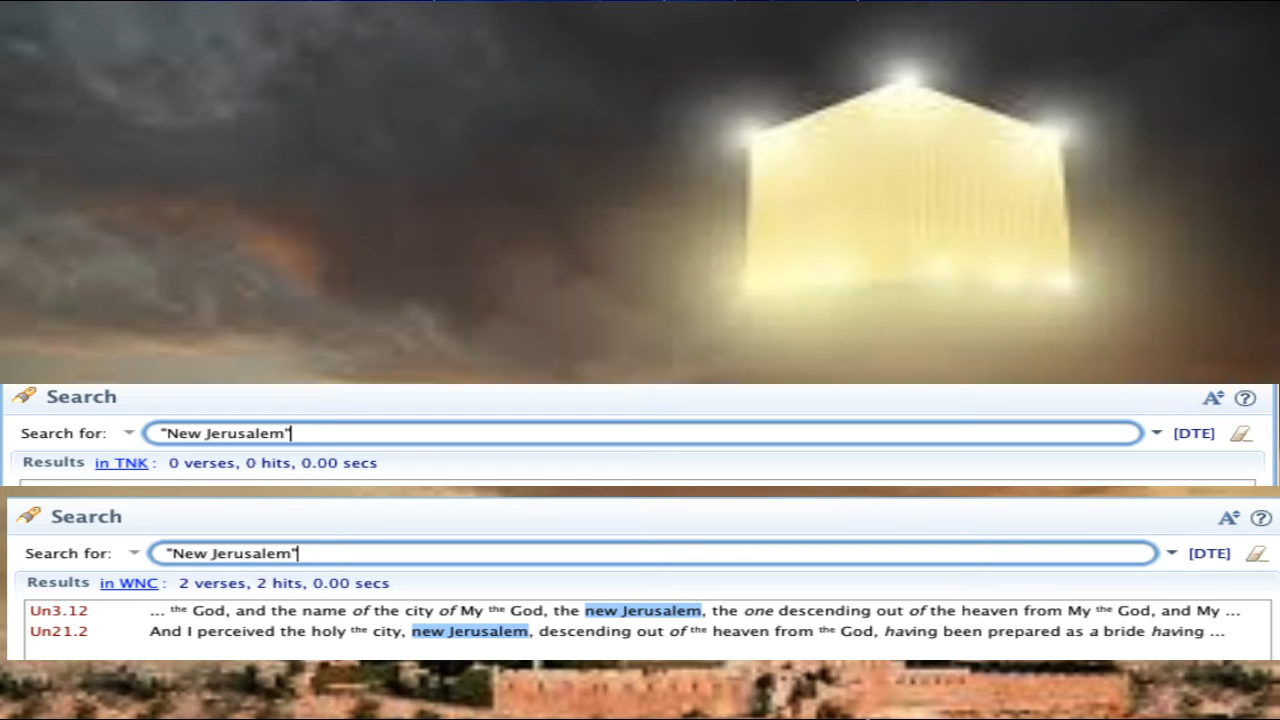 Search
Search for: "New Jerusalem" [DTE]
Results in TNK : 0 verses, 0 hits, 0.00 secs
Search
Search for: "New Jerusalem" [DTE]
Results in WNC : 2 verses, 2 hits, 0.00 secs
Un3.12 ... the God, and the name of the city of My the God, the new Jerusalem, the one descending out of the heaven from My the God, and My ...
Un21.2 And I perceived the holy the city, new Jerusalem, descending out of the heaven from the God, having been prepared as a bride having ...